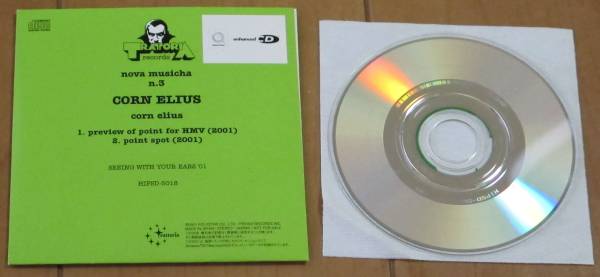 TRATTORIA
records
enhanced CD
nova musicha
n.3
CORN ELIUS
corn elius
1. preview of point for HMV (2001)
2. point spot (2001)
SEEING WITH YOUR EARS '01
HIPSD-5018
trattoria